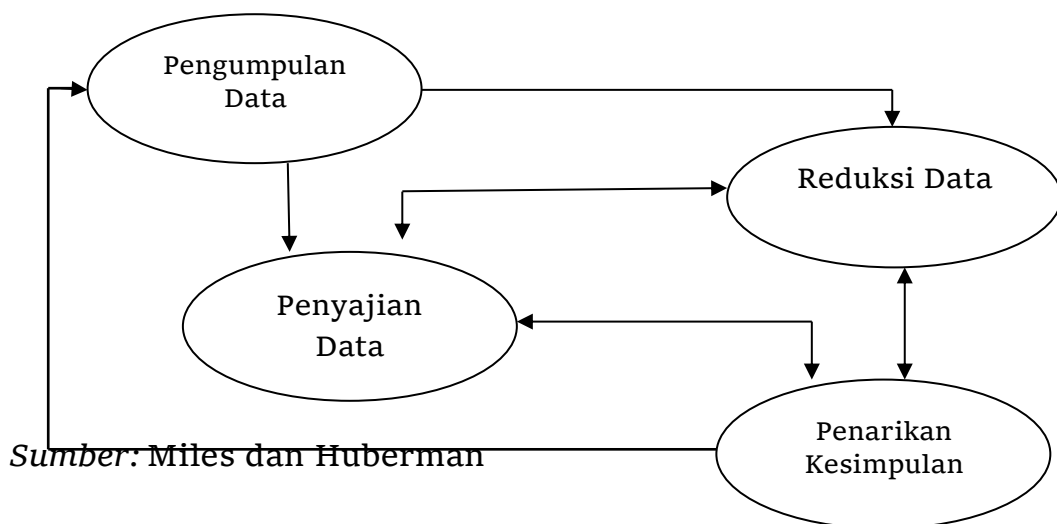 Pengumpulan
Data
Reduksi Data
Penyajian
Data
Penarikan
Kesimpulan
Sumber: Miles dan Huberman